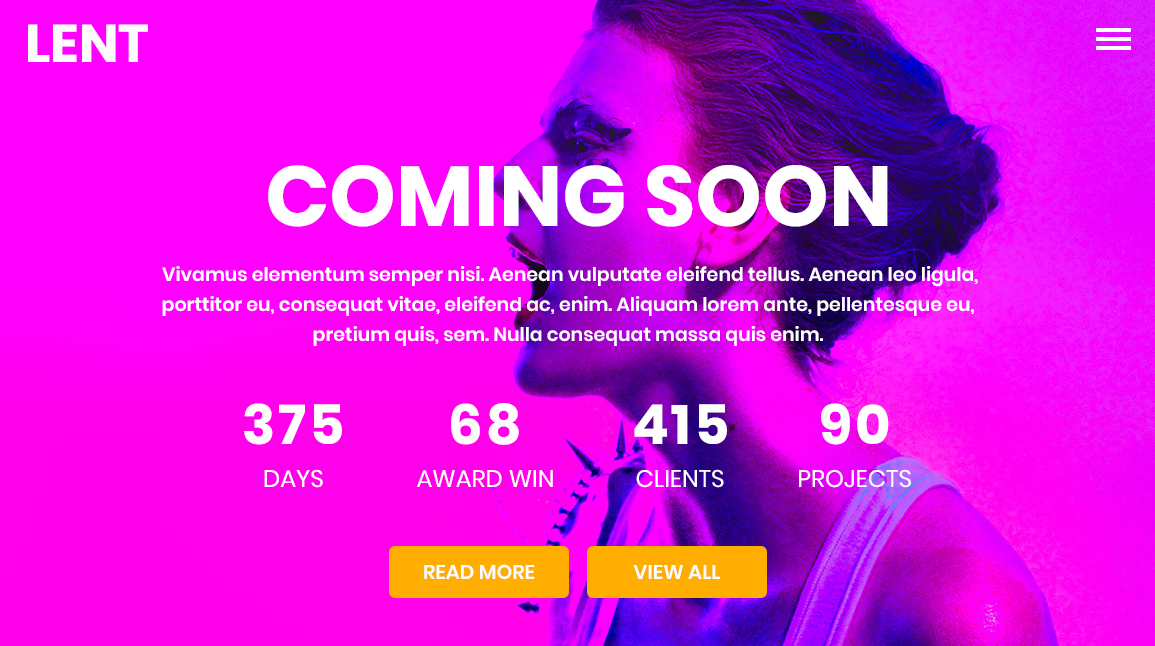 LENT
COMING SOON
Vivamus elementum semper nisi. Aenean vulputate eleifend tellus. Aenean leo ligula,
porttitor eu, consequat vitae, eleifend ac, enim. Aliquam lorem ante, pellentesque eu,
pretium quis, sem. Nulla consequat massa quis enim.
375 68 415 90
DAYS AWARD WIN CLIENTS PROJECTS
READ MORE VIEW ALL